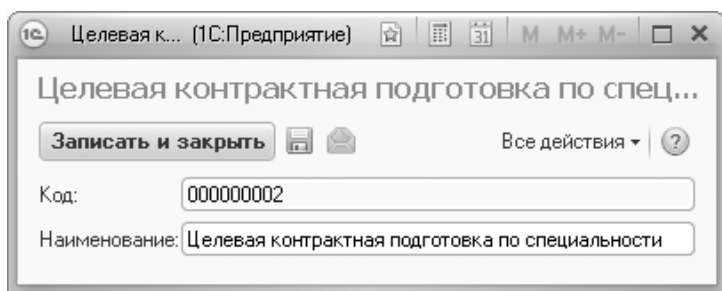 1С Целевая к... (1С:Предприятие) 31 M M+ M-
Целевая контрактная подготовка по спец...
Записать и закрыть Все действия ?
Код: 000000002
Наименование: Целевая контрактная подготовка по специальности